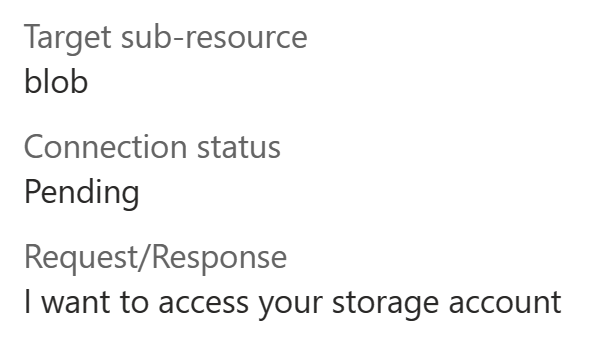 Target sub-resource
blob
Connection status
Pending
Request/Response
I want to access your storage account